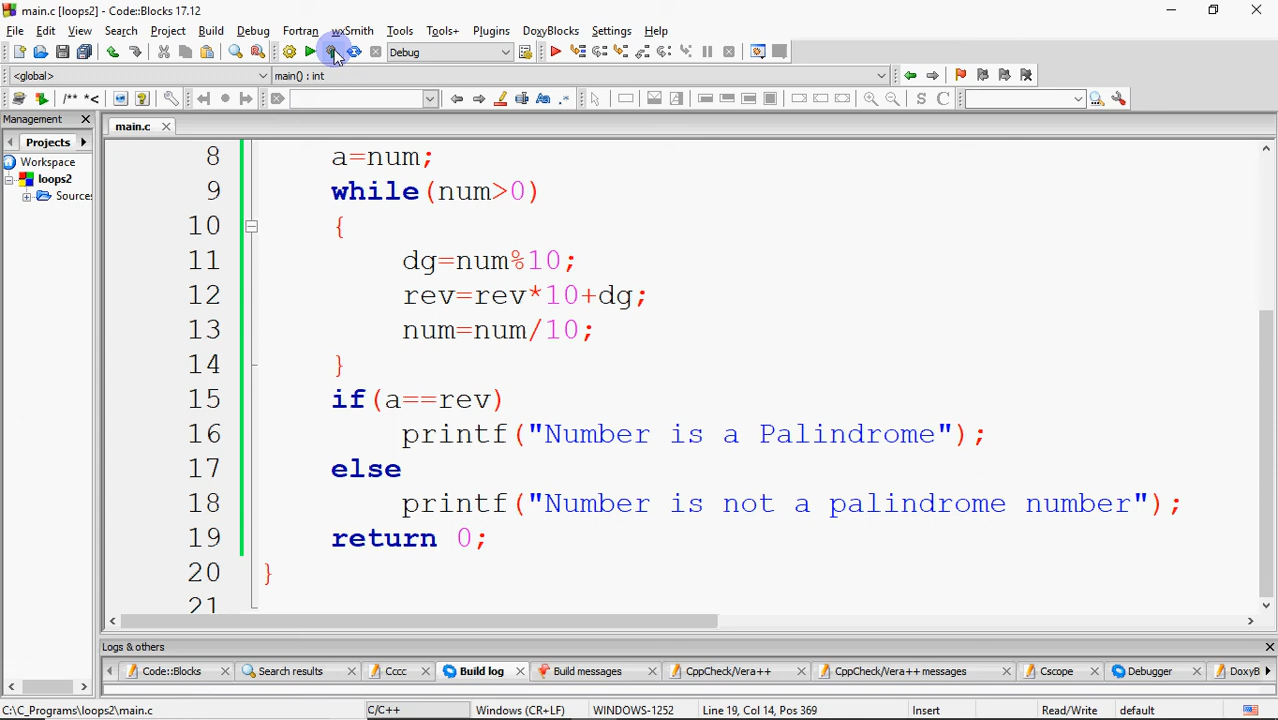 main.c [loops2] - Code::Blocks 17.12
File Edit View Search Project Build Debug Fortran wxSmith Tools Tools+ Plugins DoxyBlocks Settings Help
Debug
<global> main() : int
/** *<
S C
Management
main.c
Projects
Workspace
loops2
Sources
8 a=num;
9 while(num>0)
10 {
11 dg=num%10;
12 rev=rev*10+dg;
13 num=num/10;
14 }
15 if(a==rev)
16 printf("Number is a Palindrome");
17 else
18 printf("Number is not a palindrome number");
19 return 0;
20 }
21
Logs & others
Code::Blocks Search results Cccc Build log Build messages CppCheck/Vera++ CppCheck/Vera++ messages Cscope Debugger DoxyB
C:\C_Programs\loops2\main.c C/C++ Windows (CR+LF) WINDOWS-1252 Line 19, Col 14, Pos 369 Insert Read/Write default